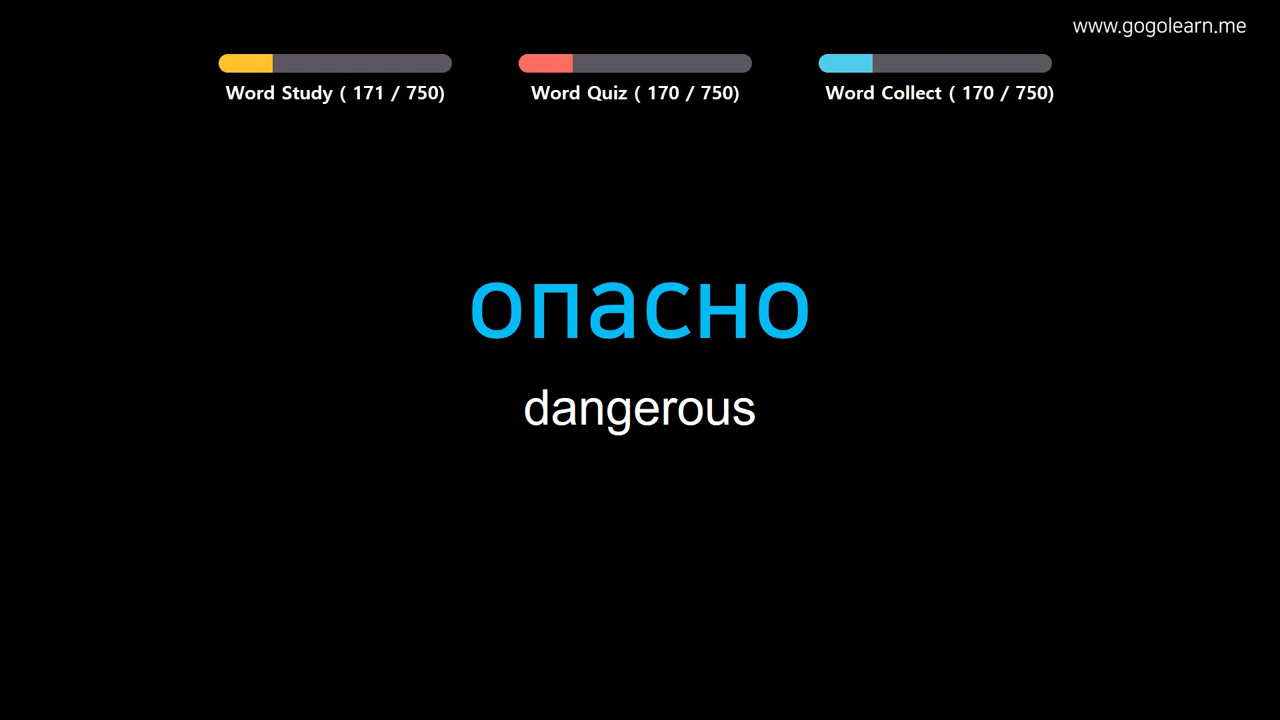 www.gogolearn.me
Word Study ( 171 / 750)
Word Quiz ( 170 / 750)
Word Collect ( 170 / 750)
опасно
dangerous